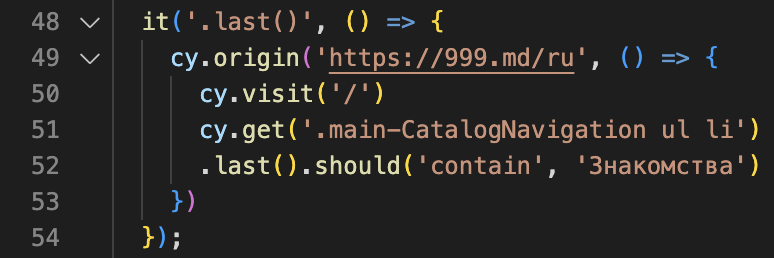 48 it('.last()', () => {
49 cy.origin('https://999.md/ru', () => {
50 cy.visit('/')
51 cy.get('.main-CatalogNavigation ul li')
52 .last().should('contain', 'Знакомства')
53 })
54 });